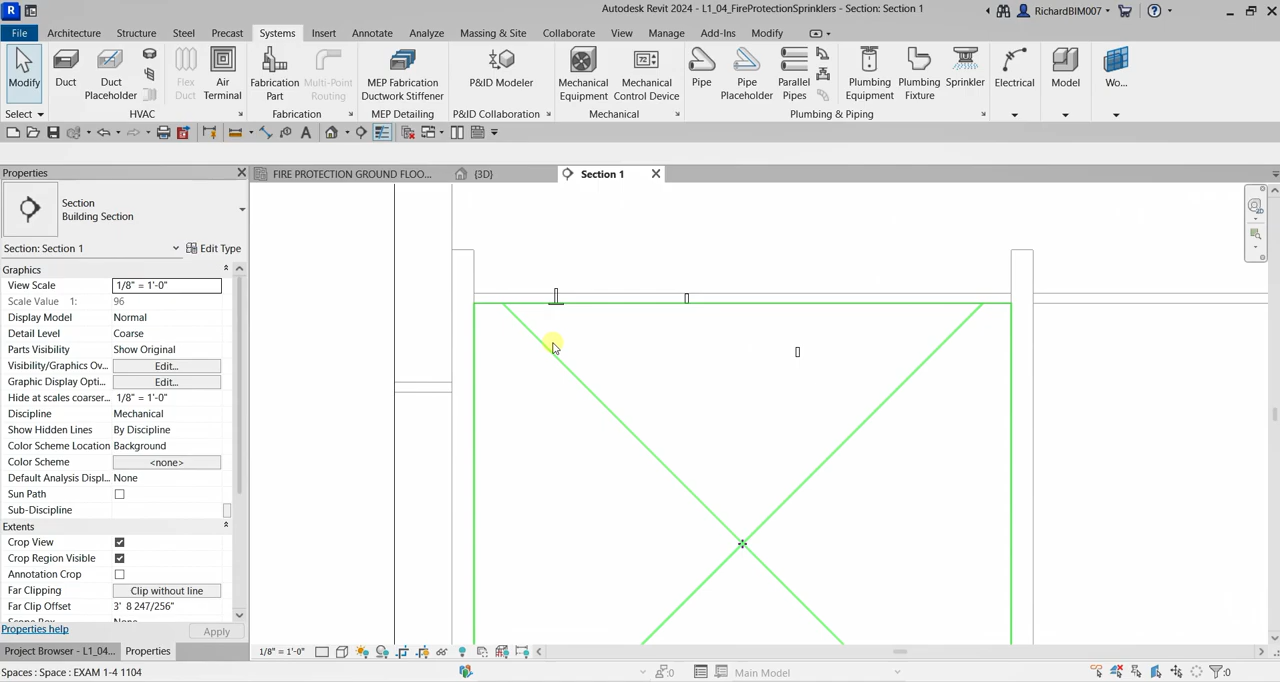 Autodesk Revit 2024 - L1_04_FireProtectionSprinklers - Section: Section 1
RichardBIM007
File Architecture Structure Steel Precast Systems Insert Annotate Analyze Massing & Site Collaborate View Manage Add-Ins Modify
Modify Duct Duct Placeholder Flex Duct Air Terminal Fabrication Part Multi-Point Routing MEP Fabrication Ductwork Stiffener P&ID Modeler Mechanical Equipment Mechanical Control Device Pipe Pipe Placeholder Parallel Pipes Plumbing Equipment Plumbing Fixture Sprinkler Electrical Model Wo...
Select HVAC Fabrication MEP Detailing P&ID Collaboration Mechanical Plumbing & Piping
Properties
FIRE PROTECTION GROUND FLOO... {3D} Section 1
Section
Building Section
Section: Section 1 Edit Type
Graphics
View Scale 1/8" = 1'-0"
Scale Value 1: 96
Display Model Normal
Detail Level Coarse
Parts Visibility Show Original
Visibility/Graphics Ov... Edit...
Graphic Display Opti... Edit...
Hide at scales coarser... 1/8" = 1'-0"
Discipline Mechanical
Show Hidden Lines By Discipline
Color Scheme Location Background
Color Scheme <none>
Default Analysis Displ... None
Sun Path
Sub-Discipline
Extents
Crop View
Crop Region Visible
Annotation Crop
Far Clipping Clip without line
Far Clip Offset 3' 8 247/256"
Properties help Apply
Project Browser - L1_04... Properties
1/8" = 1'-0"
Spaces : Space : EXAM 1-4 1104
:0 Main Model :0